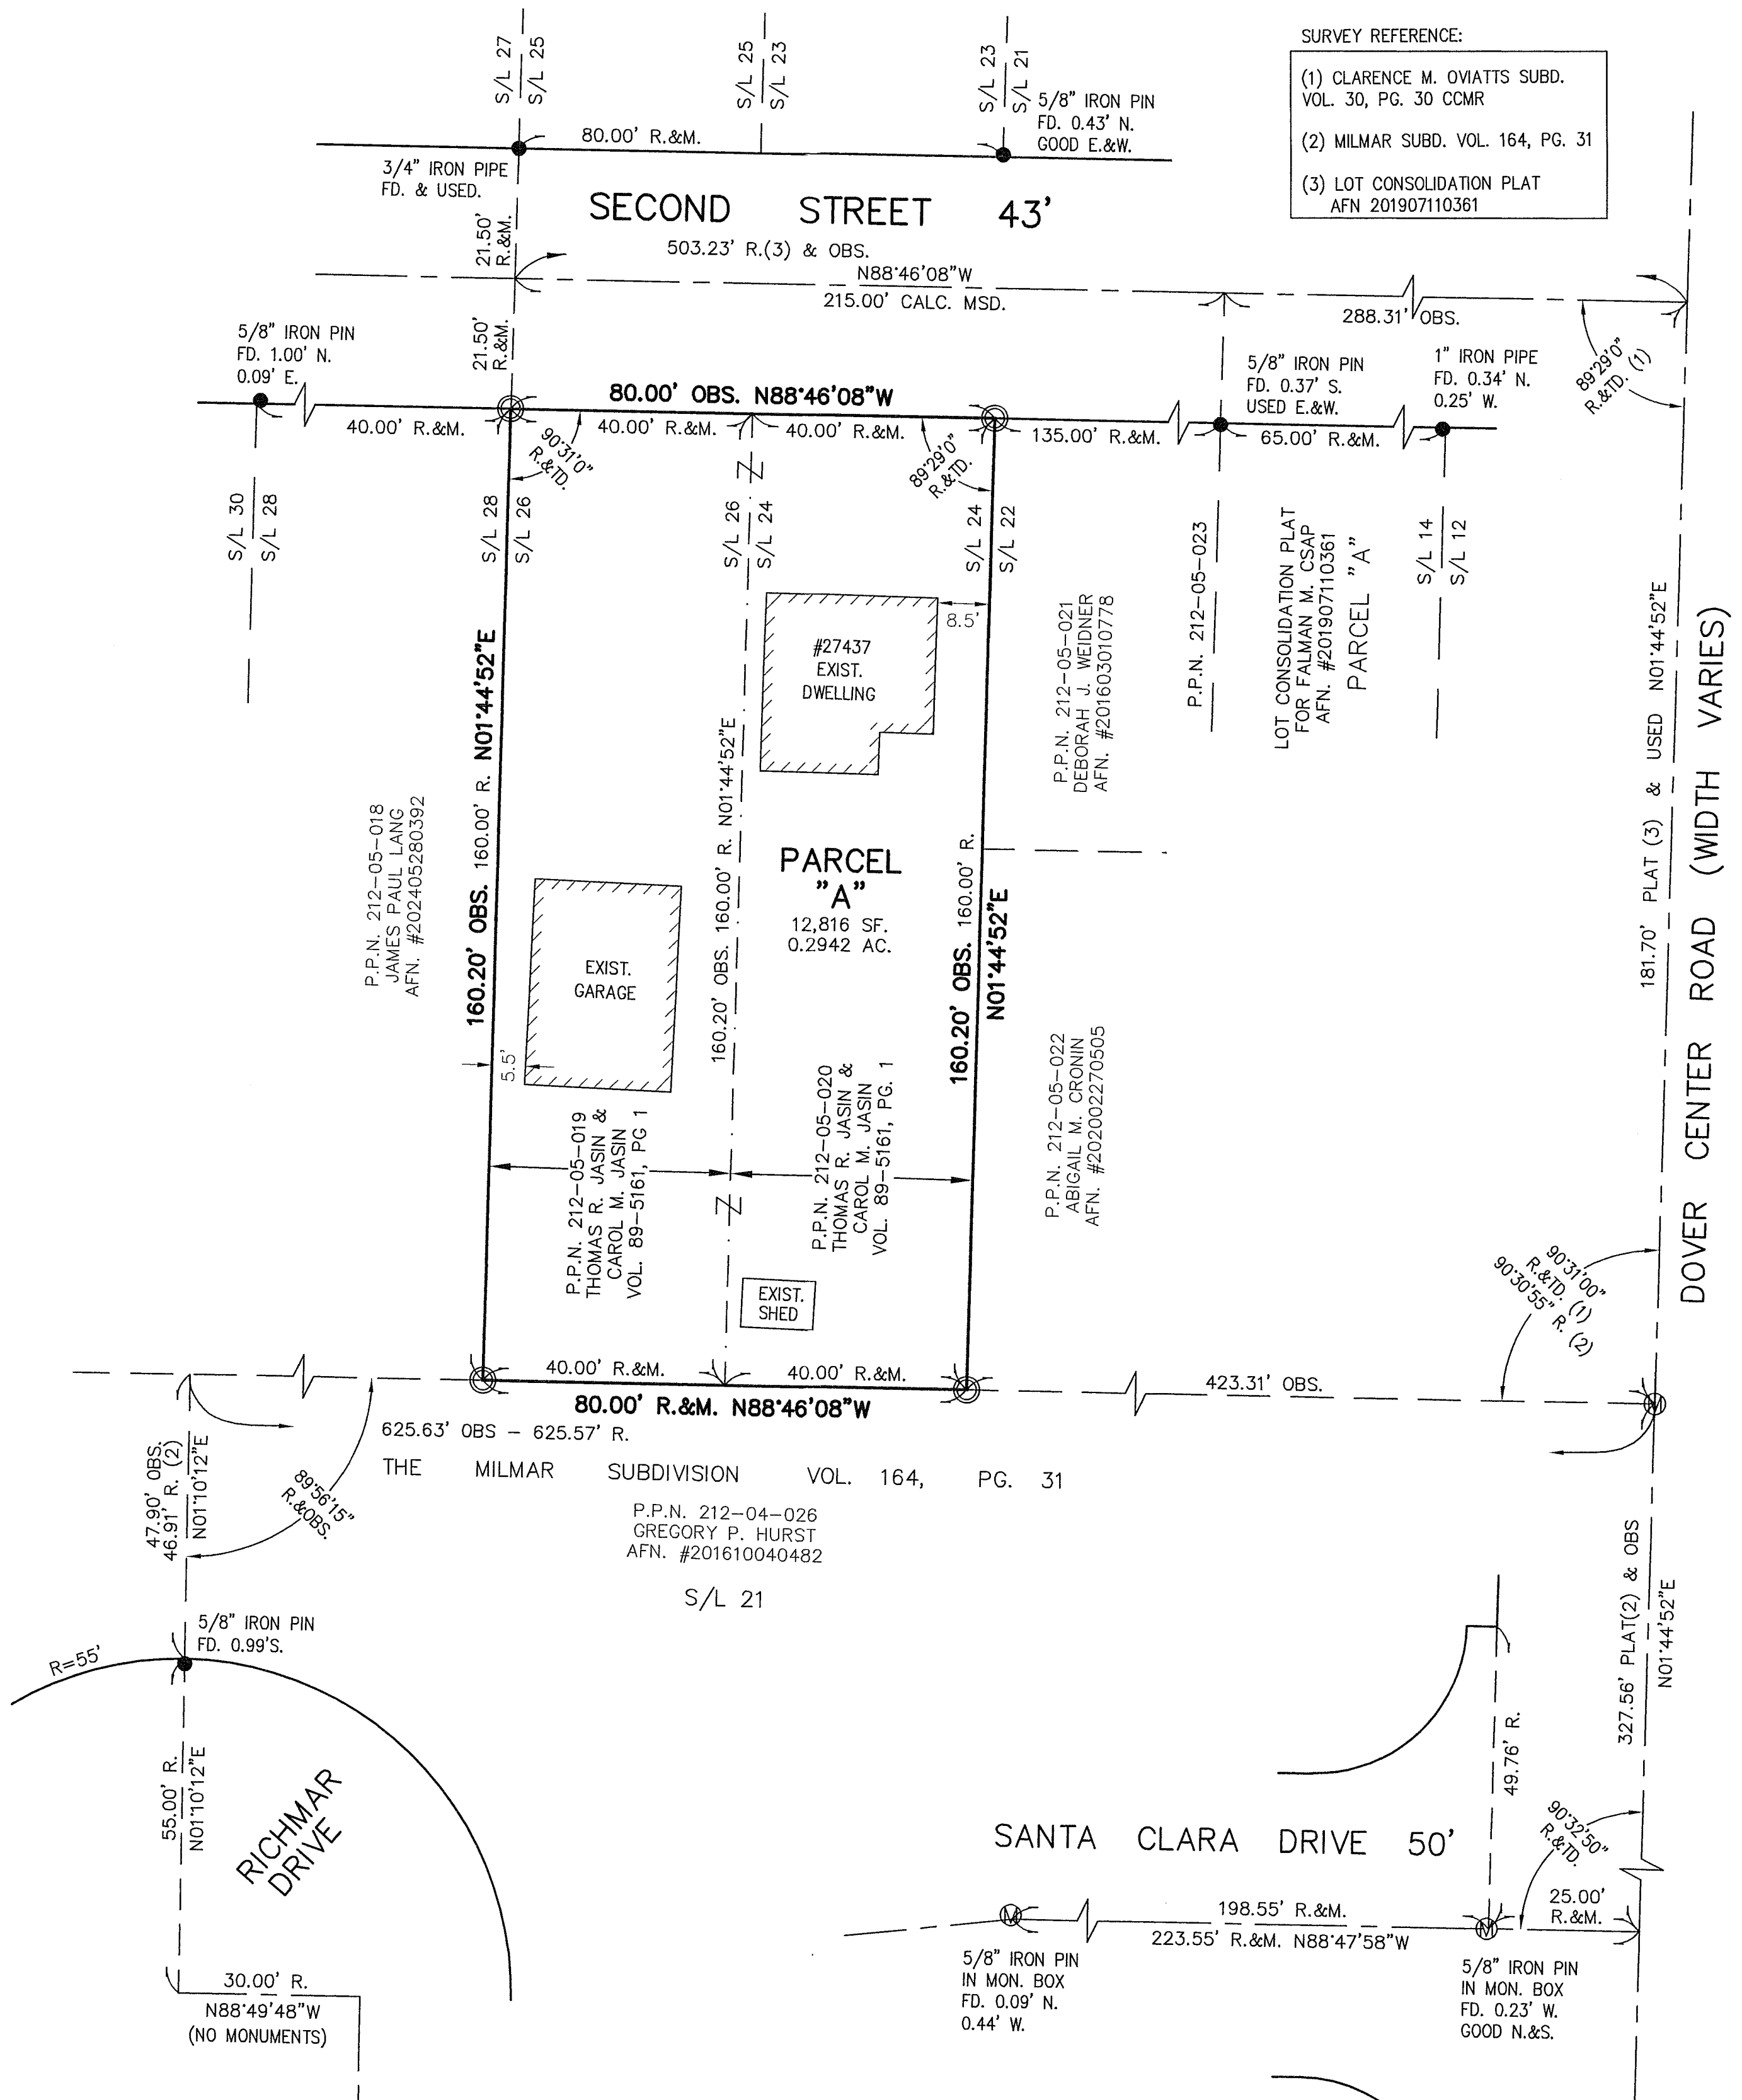 SURVEY REFERENCE:
(1) CLARENCE M. OVIATTS SUBD.
VOL. 30, PG. 30 CCMR
(2) MILMAR SUBD. VOL. 164, PG. 31
(3) LOT CONSOLIDATION PLAT
AFN 201907110361
S/L 27
S/L 25
S/L 25
S/L 23
S/L 23
S/L 21
5/8" IRON PIN
FD. 0.43' N.
GOOD E.&W.
80.00' R.&M.
3/4" IRON PIPE
FD. & USED.
SECOND STREET 43'
21.50'
R.&M.
503.23' R.(3) & OBS.
N88°46'08"W
215.00' CALC. MSD.
288.31' OBS.
21.50'
R.&M.
5/8" IRON PIN
FD. 1.00' N.
0.09' E.
80.00' OBS. N88°46'08"W
5/8" IRON PIN
FD. 0.37' S.
USED E.&W.
1" IRON PIPE
FD. 0.34' N.
0.25' W.
89°29'0"
R.&TD. (1)
40.00' R.&M.
40.00' R.&M.
40.00' R.&M.
135.00' R.&M.
65.00' R.&M.
90°31'0"
R.&TD.
89°29'0"
R.&TD.
S/L 30
S/L 28
S/L 28
S/L 26
S/L 26
S/L 24
S/L 24
S/L 22
P.P.N. 212-05-023
LOT CONSOLIDATION PLAT
FOR FALMAN M. CSAP
AFN. #201907110361
PARCEL "A"
S/L 14
S/L 12
#27437
EXIST.
DWELLING
8.5'
P.P.N. 212-05-021
DEBORAH J. WEIDNER
AFN. #201603010778
160.20' OBS. 160.00' R. N01°44'52"E
160.20' OBS. 160.00' R. N01°44'52"E
160.20' OBS. 160.00' R.
N01°44'52"E
P.P.N. 212-05-018
JAMES PAUL LANG
AFN. #202405280392
PARCEL
"A"
12,816 SF.
0.2942 AC.
EXIST.
GARAGE
5.5'
181.70' PLAT (3) & USED N01°44'52"E
DOVER CENTER ROAD (WIDTH VARIES)
P.P.N. 212-05-019
THOMAS R. JASIN &
CAROL M. JASIN
VOL. 89-5161, PG 1
P.P.N. 212-05-020
THOMAS R. JASIN &
CAROL M. JASIN
VOL. 89-5161, PG. 1
P.P.N. 212-05-022
ABIGAIL M. CRONIN
AFN. #202002270505
EXIST.
SHED
90°31'00"
R.&TD. (1)
90°30'55" R. (2)
40.00' R.&M.
40.00' R.&M.
80.00' R.&M. N88°46'08"W
423.31' OBS.
625.63' OBS - 625.57' R.
THE MILMAR SUBDIVISION VOL. 164, PG. 31
47.90' OBS.
46.91' R. (2)
N01°10'12"E
89°56'15"
R.&OBS.
P.P.N. 212-04-026
GREGORY P. HURST
AFN. #201610040482
S/L 21
5/8" IRON PIN
FD. 0.99'S.
R=55'
327.56' PLAT(2) & OBS
N01°44'52"E
55.00' R.
N01°10'12"E
RICHMAR
DRIVE
49.76' R.
SANTA CLARA DRIVE 50'
90°32'50"
R.&TD.
198.55' R.&M.
223.55' R.&M. N88°47'58"W
25.00'
R.&M.
5/8" IRON PIN
IN MON. BOX
FD. 0.09' N.
0.44' W.
5/8" IRON PIN
IN MON. BOX
FD. 0.23' W.
GOOD N.&S.
30.00' R.
N88°49'48"W
(NO MONUMENTS)
M
M
M